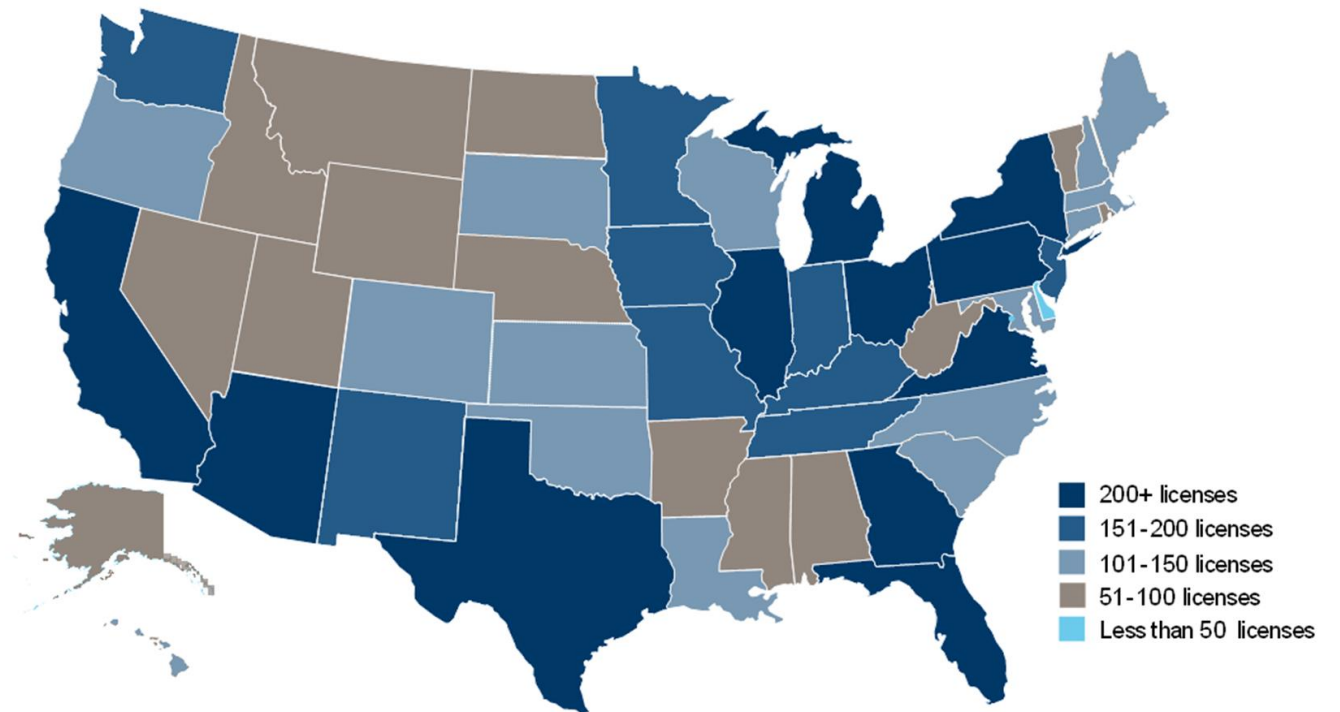 200+ licenses
151-200 licenses
101-150 licenses
51-100 licenses
Less than 50 licenses